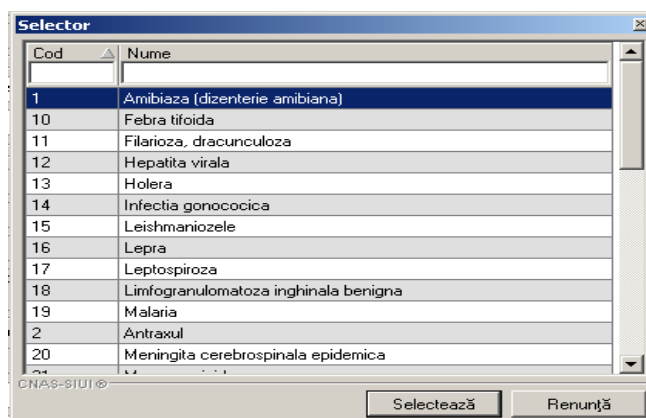 Selector
Cod Nume
1 Amibiaza (dizenterie amibiana)
10 Febra tifoida
11 Filarioza, dracunculoza
12 Hepatita virala
13 Holera
14 Infectia gonococica
15 Leishmaniozele
16 Lepra
17 Leptospiroza
18 Limfogranulomatoza inghinala benigna
19 Malaria
2 Antraxul
20 Meningita cerebrospinala epidemica
CNAS-SIUI ®
Selectează Renunţă